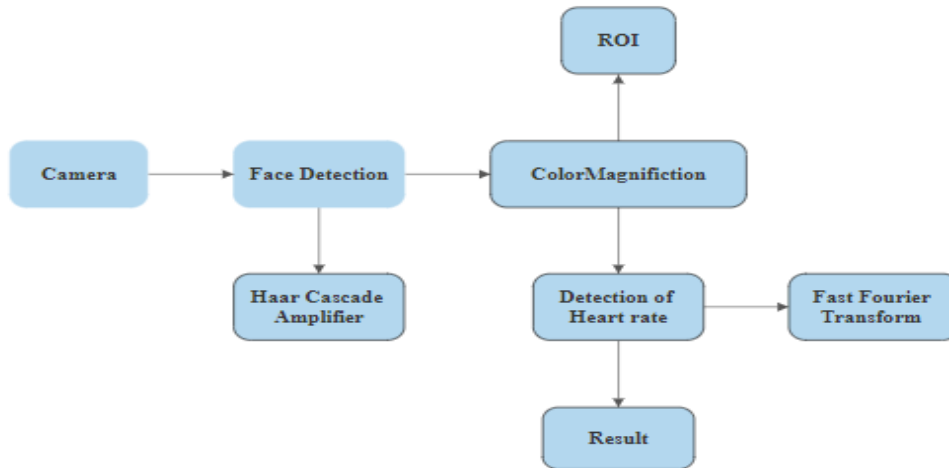 ROI
Camera
Face Detection
ColorMagnifiction
Haar Cascade
Amplifier
Detection of
Heart rate
Fast Fourier
Transform
Result